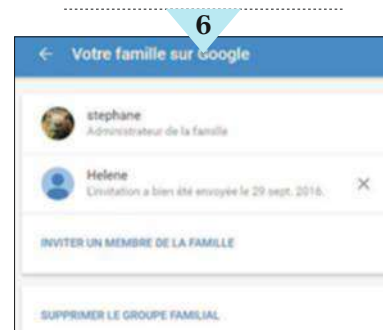 6
← Votre famille sur Google
stephane
Administrateur de la famille
Helene
L'invitation a bien été envoyée le 29 sept. 2016.
INVITER UN MEMBRE DE LA FAMILLE
SUPPRIMER LE GROUPE FAMILIAL